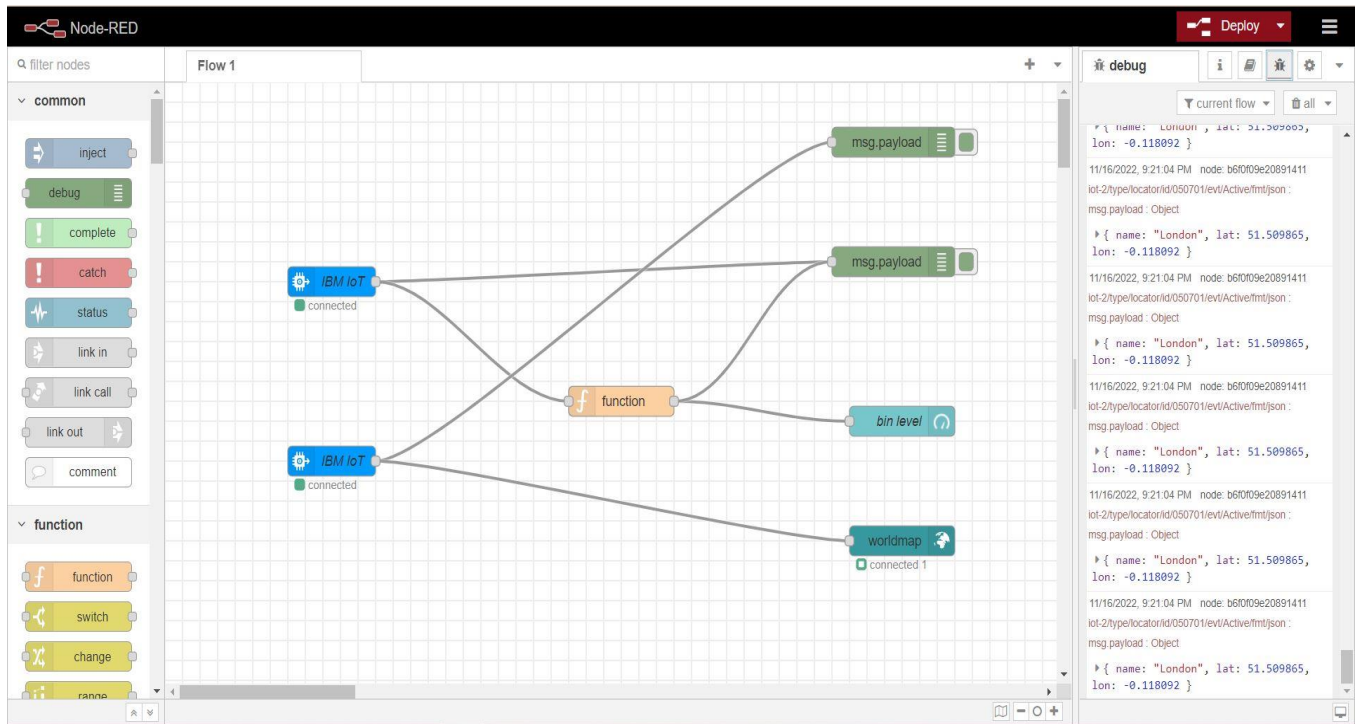 Node-RED
Deploy
filter nodes
Flow 1
debug
i
common
current flow
all
inject
debug
complete
catch
status
link in
link call
link out
comment
function
function
switch
change
range
msg.payload
msg.payload
IBM IoT
connected
function
bin level
IBM IoT
connected
worldmap
connected 1
{ name: "London", lat: 51.509865,
lon: -0.118092 }
11/16/2022, 9:21:04 PM node: b6f0f09e20891411
iot-2/type/locator/id/050701/evt/Active/fmt/json :
msg.payload : Object
{ name: "London", lat: 51.509865,
lon: -0.118092 }
11/16/2022, 9:21:04 PM node: b6f0f09e20891411
iot-2/type/locator/id/050701/evt/Active/fmt/json :
msg.payload : Object
{ name: "London", lat: 51.509865,
lon: -0.118092 }
11/16/2022, 9:21:04 PM node: b6f0f09e20891411
iot-2/type/locator/id/050701/evt/Active/fmt/json :
msg.payload : Object
{ name: "London", lat: 51.509865,
lon: -0.118092 }
11/16/2022, 9:21:04 PM node: b6f0f09e20891411
iot-2/type/locator/id/050701/evt/Active/fmt/json :
msg.payload : Object
{ name: "London", lat: 51.509865,
lon: -0.118092 }
11/16/2022, 9:21:04 PM node: b6f0f09e20891411
iot-2/type/locator/id/050701/evt/Active/fmt/json :
msg.payload : Object
{ name: "London", lat: 51.509865,
lon: -0.118092 }